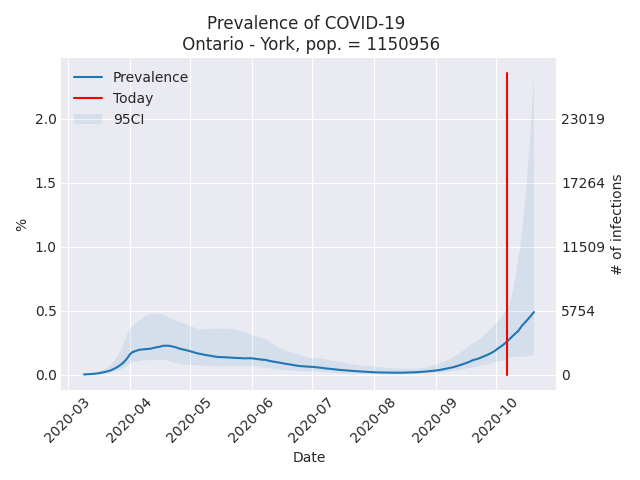 Prevalence of COVID-19
Ontario - York, pop. = 1150956
Prevalence
Today
95CI
%
2.0
1.5
1.0
0.5
0.0
23019
17264
11509
5754
0
# of infections
2020-03
2020-04
2020-05
2020-06
2020-07
2020-08
2020-09
2020-10
Date